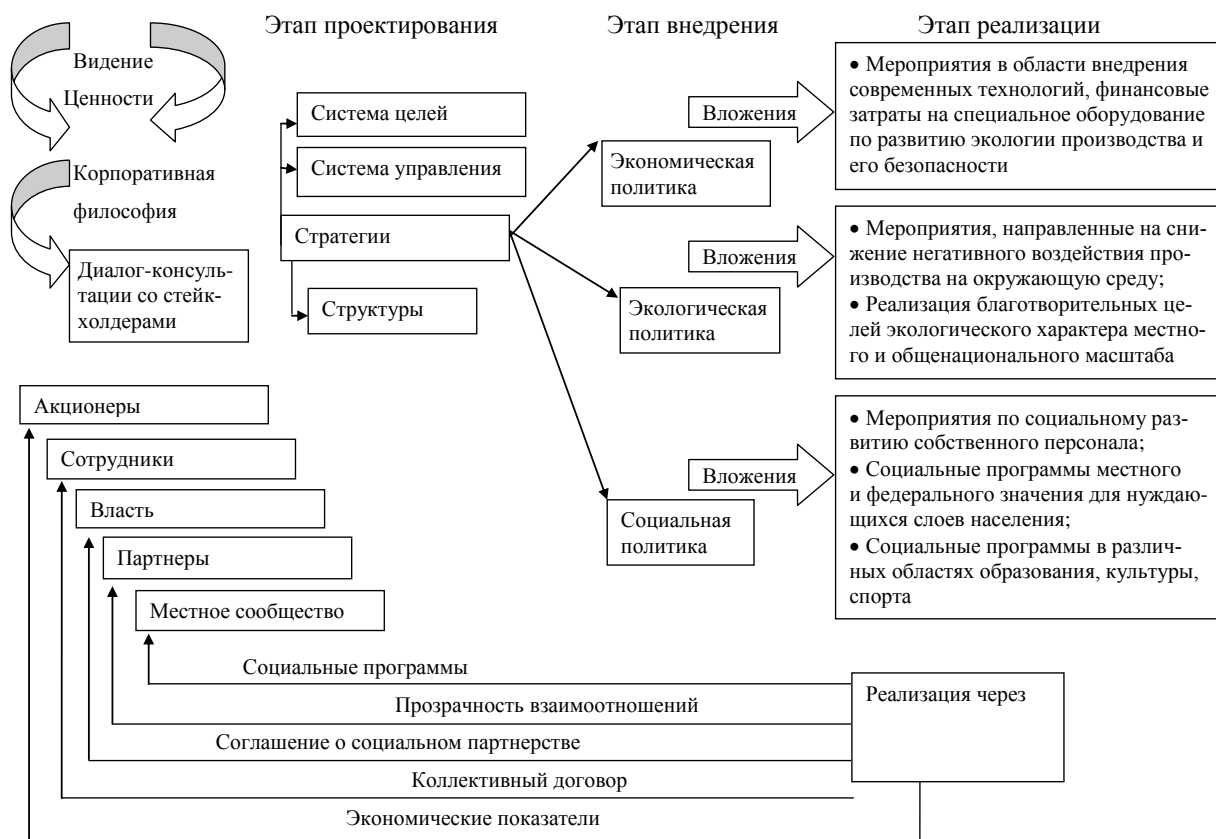 Этап проектирования
Этап внедрения
Этап реализации
Видение
Ценности
Корпоративная
философия
Диалог-консуль-
тации со стейк-
холдерами
Система целей
Система управления
Стратегии
Структуры
Экономическая
политика
Экологическая
политика
Социальная
политика
Вложения
• Мероприятия в области внедрения
современных технологий, финансовые
затраты на специальное оборудование
по развитию экологии производства и
его безопасности
Вложения
• Мероприятия, направленные на сни-
жение негативного воздействия про-
изводства на окружающую среду;
• Реализация благотворительных це-
лей экологического характера местно-
го и общенационального масштаба
Вложения
• Мероприятия по социальному раз-
витию собственного персонала;
• Социальные программы местного
и федерального значения для нуждаю-
щихся слоев населения;
• Социальные программы в различ-
ных областях образования, культуры,
спорта
Акционеры
Сотрудники
Власть
Партнеры
Местное сообщество
Социальные программы
Прозрачность взаимоотношений
Соглашение о социальном партнерстве
Коллективный договор
Экономические показатели
Реализация через